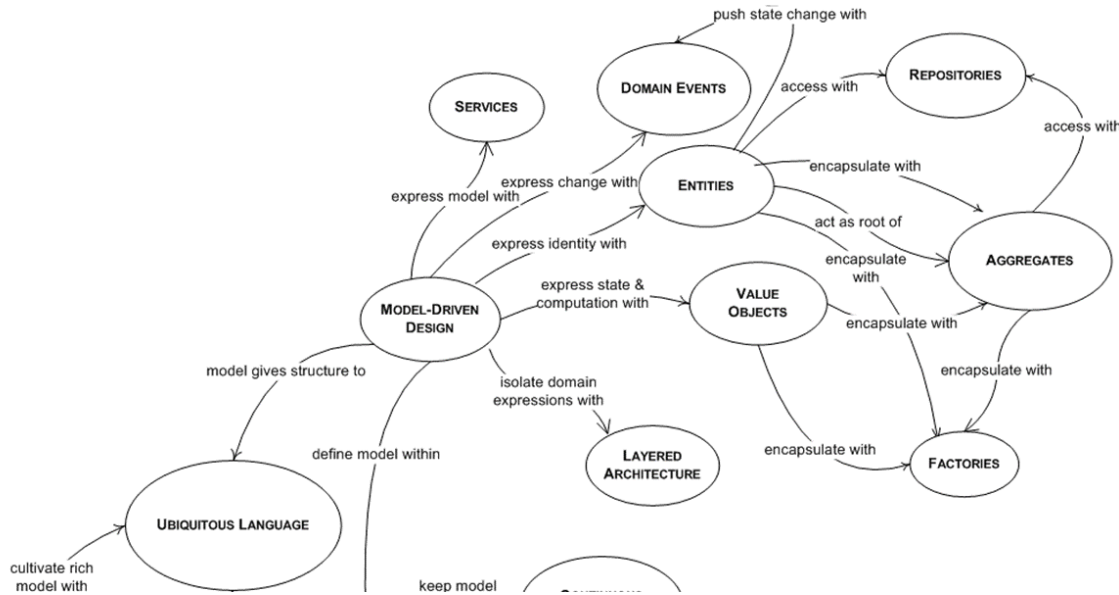 push state change with
DOMAIN EVENTS
REPOSITORIES
access with
SERVICES
access with
encapsulate with
express change with
ENTITIES
express model with
act as root of
express identity with
encapsulate
with
AGGREGATES
express state &
computation with
VALUE
OBJECTS
MODEL-DRIVEN
DESIGN
encapsulate with
model gives structure to
encapsulate with
isolate domain
expressions with
define model within
encapsulate with
LAYERED
ARCHITECTURE
FACTORIES
UBIQUITOUS LANGUAGE
cultivate rich
model with
keep model